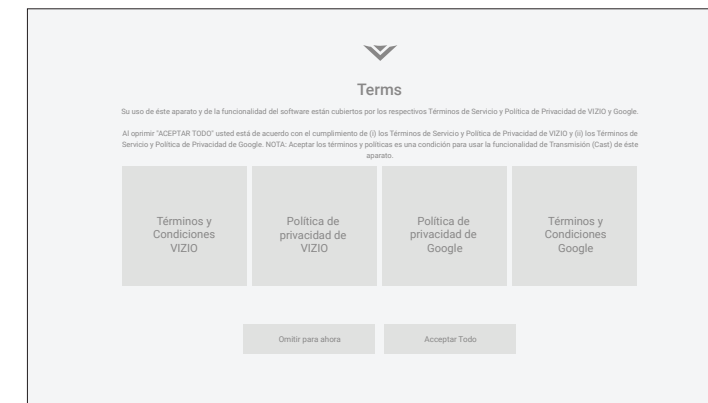 Terms
Su uso de éste aparato y de la funcionalidad del software están cubiertos por los respectivos Términos de Servicio y Política de Privacidad de VIZIO y Google.
Al oprimir "ACEPTAR TODO" usted está de acuerdo con el cumplimiento de (i) los Términos de Servicio y Política de Privacidad de VIZIO y (ii) los Términos de
Servicio y Política de Privacidad de Google. NOTA: Aceptar los términos y políticas es una condición para usar la funcionalidad de Transmisión (Cast) de éste
aparato.
Términos y
Condiciones
VIZIO
Política de
privacidad de
VIZIO
Política de
privacidad de
Google
Términos y
Condiciones
Google
Omitir para ahora
Acceptar Todo